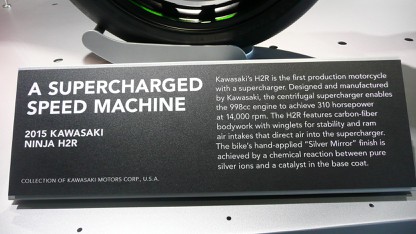 A SUPERCHARGED
SPEED MACHINE
2015 KAWASAKI
NINJA H2R
COLLECTION OF KAWASAKI MOTORS CORP., U.S.A.
Kawasaki's H2R is the first production motorcycle
with a supercharger. Designed and manufactured
by Kawasaki, the centrifugal supercharger enables
the 998cc engine to achieve 310 horsepower
at 14,000 rpm. The H2R features carbon-fiber
bodywork with winglets for stability and ram
air intakes that direct air into the supercharger.
The bike's hand-applied "Silver Mirror" finish is
achieved by a chemical reaction between pure
silver ions and a catalyst in the base coat.